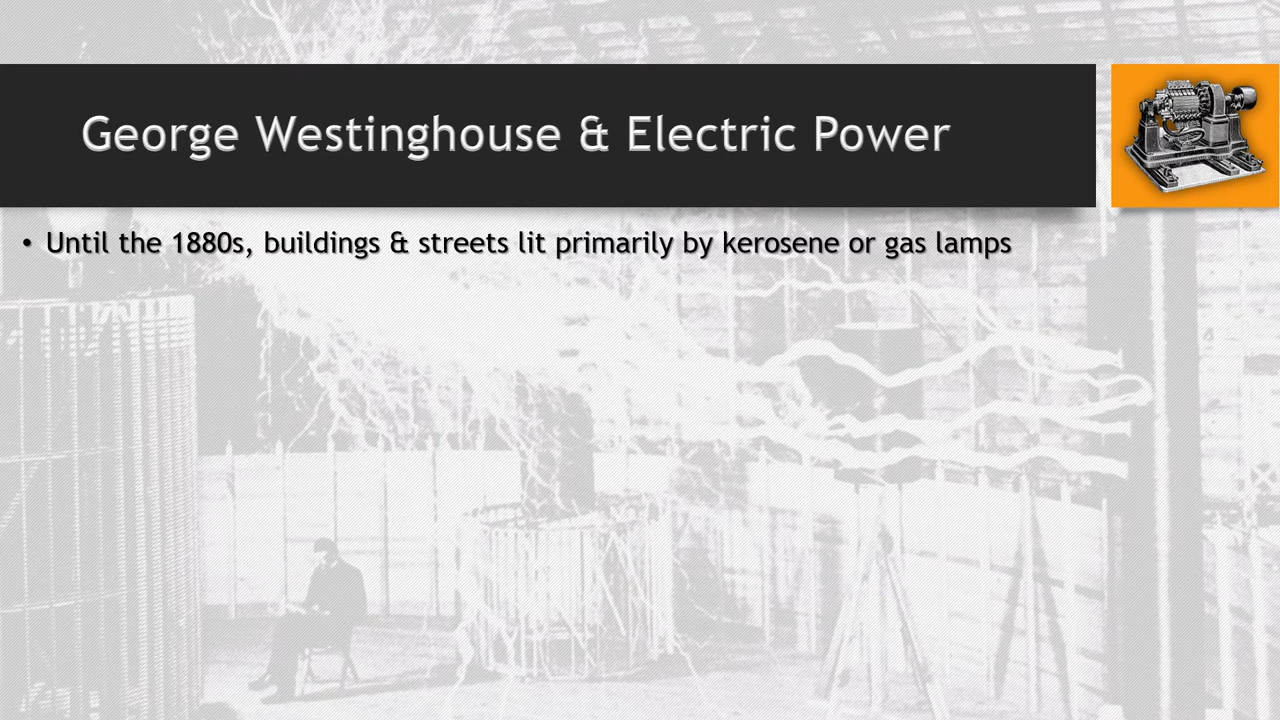 George Westinghouse & Electric Power
• Until the 1880s, buildings & streets lit primarily by kerosene or gas lamps